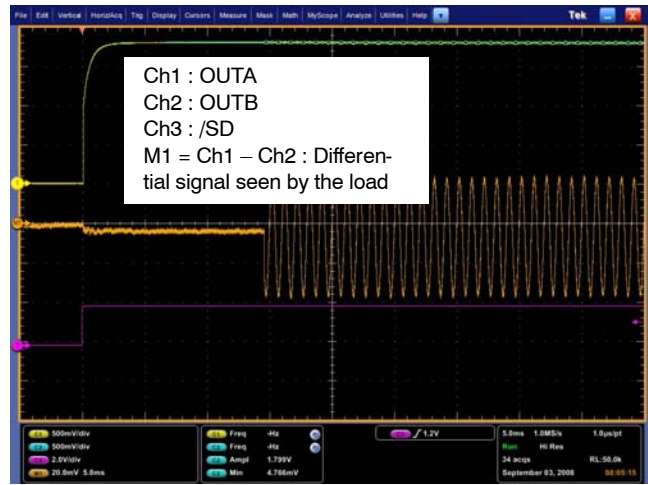 File Edit Vertical Horiz/Acq Trig Display Cursors Measure Mask Math MyScope Analyze Utilities Help Tek
Ch1 : OUTA
Ch2 : OUTB
Ch3 : /SD
M1 = Ch1 – Ch2 : Differen-
tial signal seen by the load
500mV/div
500mV/div
2.0V/div
20.0mV 5.0ms
Freq -Hz
Freq -Hz
Ampl 1.799V
Min 4.766mV
1.2V
5.0ms 1.0MS/s 1.0µs/pt
Run Hi Res
34 acqs RL:50.0k
September 03, 2008 08:05:15